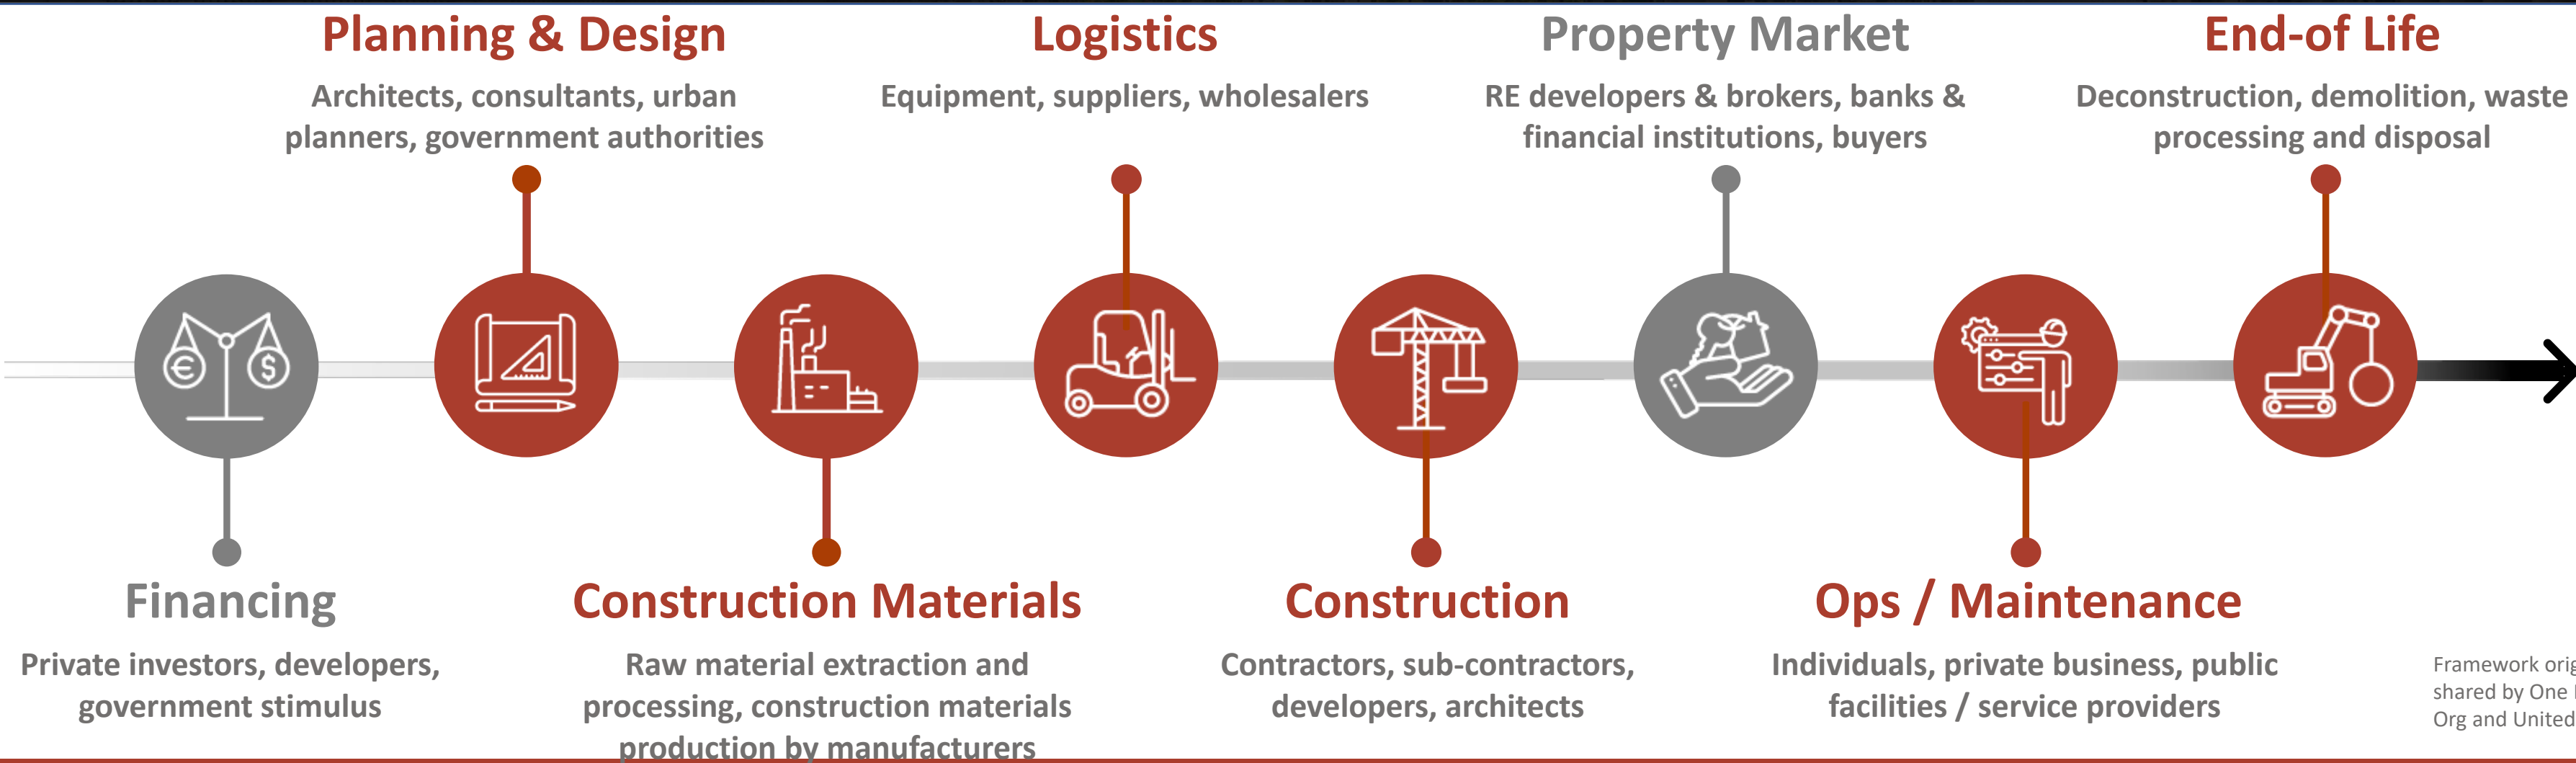 Planning & Design
Architects, consultants, urban
planners, government authorities
Logistics
Equipment, suppliers, wholesalers
Property Market
RE developers & brokers, banks &
financial institutions, buyers
End-of Life
Deconstruction, demolition, waste
processing and disposal
€ $
Financing
Private investors, developers,
government stimulus
Construction Materials
Raw material extraction and
processing, construction materials
production by manufacturers
Construction
Contractors, sub-contractors,
developers, architects
Ops / Maintenance
Individuals, private business, public
facilities / service providers
Framework
shared by One
Org and United